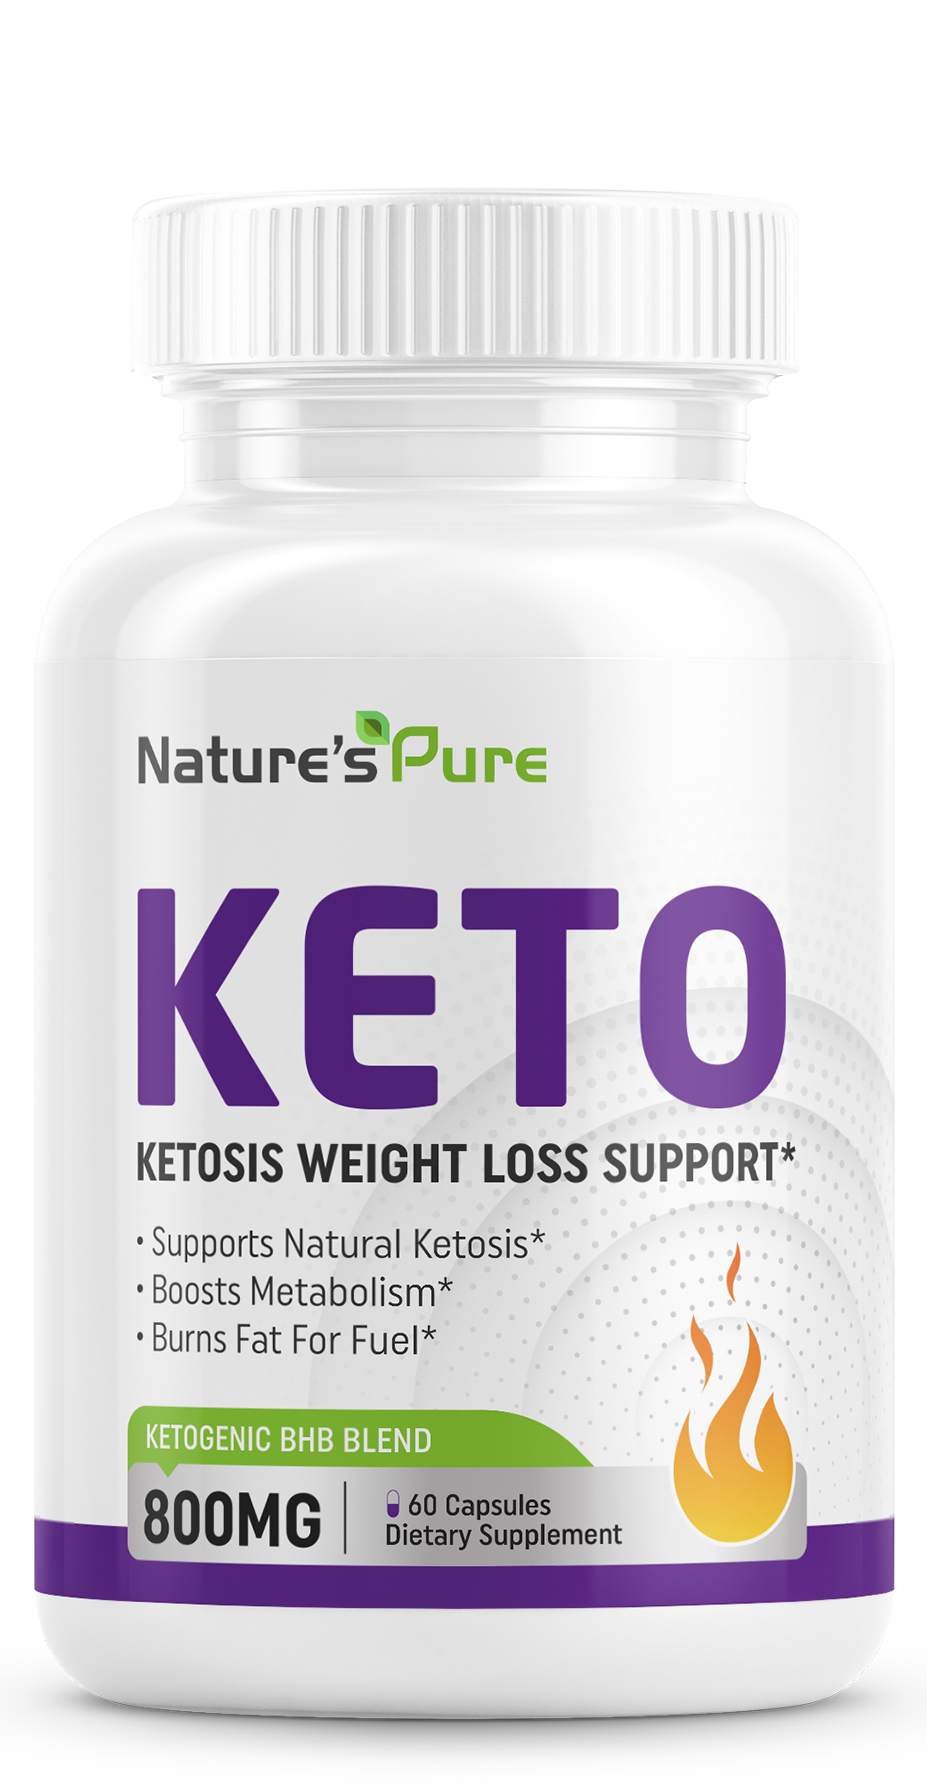 Nature's Pure
KETO
KETOSIS WEIGHT LOSS SUPPORT*
• Supports Natural Ketosis*
• Boosts Metabolism*
• Burns Fat For Fuel*
KETOGENIC BHB BLEND
800MG
60 Capsules
Dietary Supplement